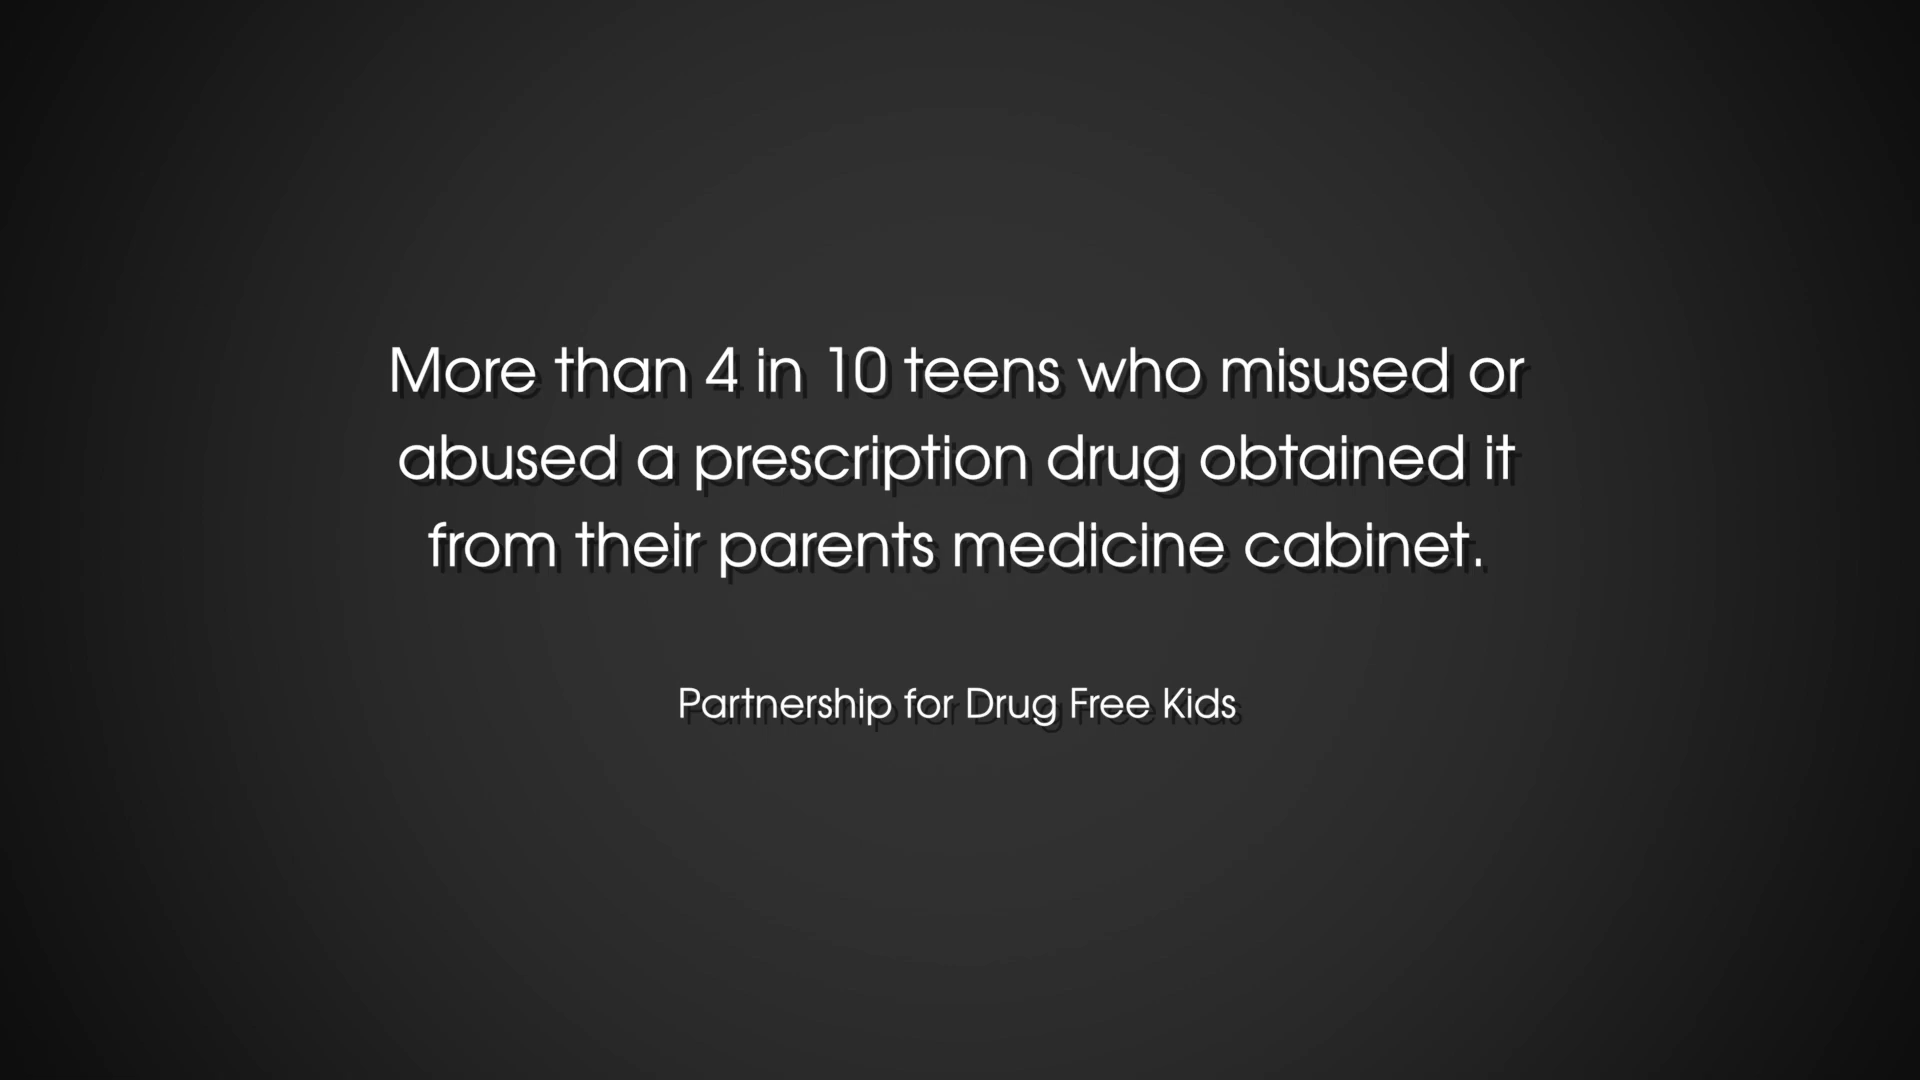 More than 4 in 10 teens who misused or
abused a prescription drug obtained it
from their parents medicine cabinet.
Partnership for Drug Free Kids